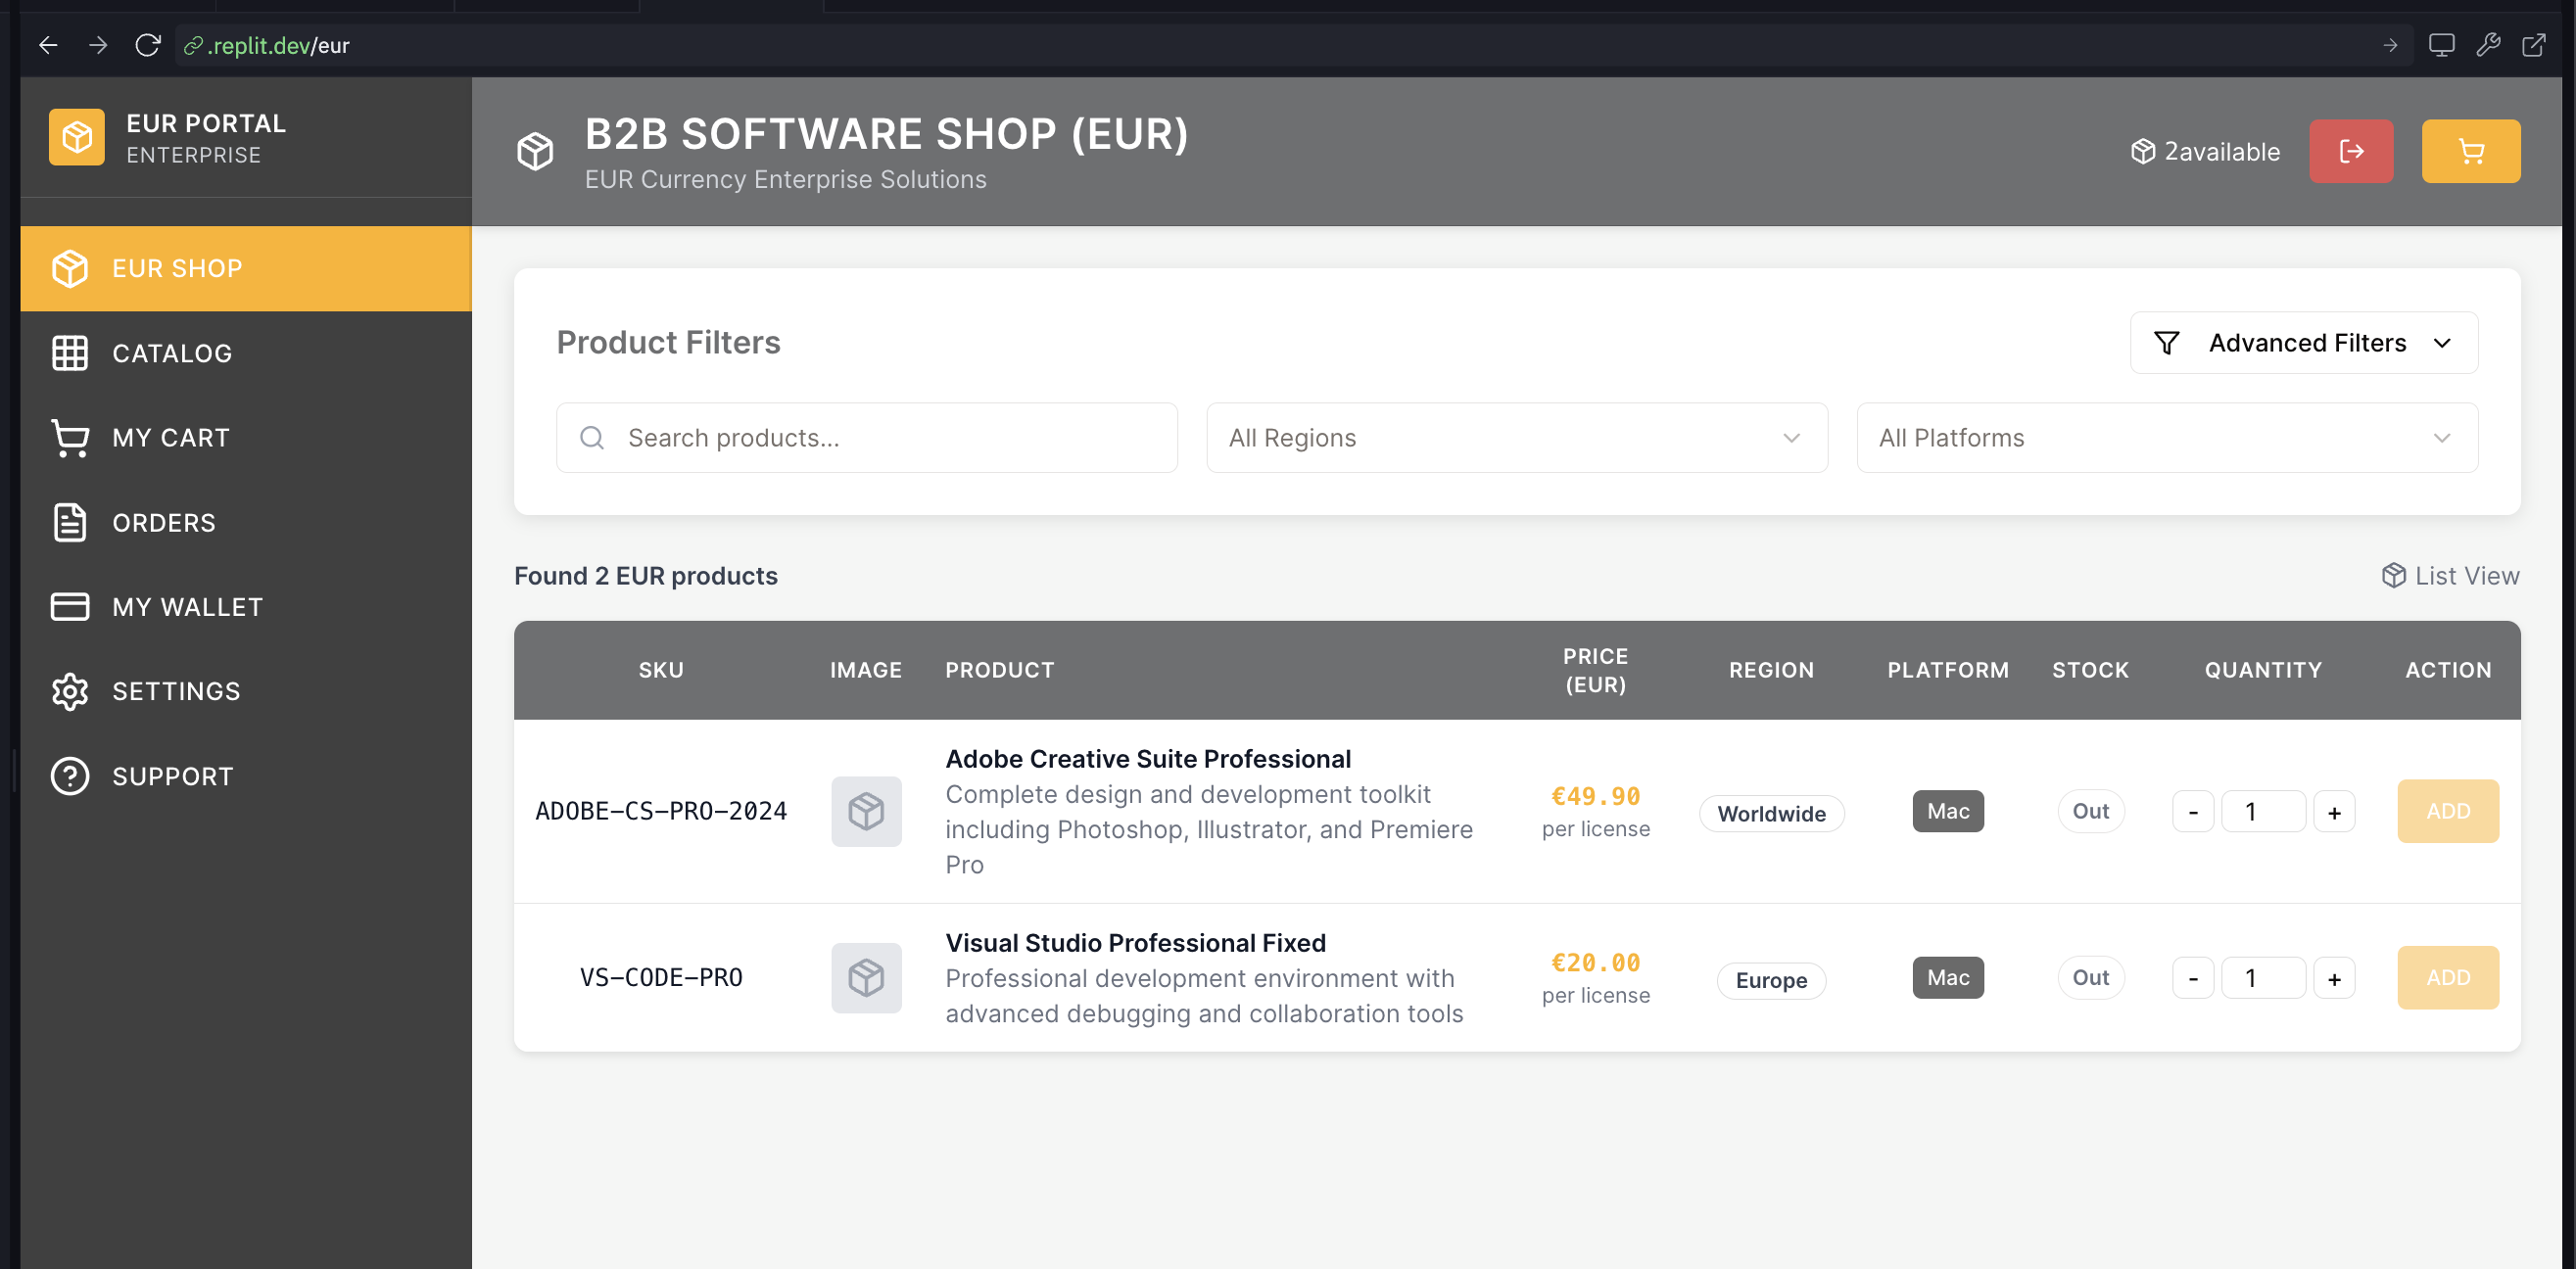 .replit.dev/eur
EUR PORTAL
ENTERPRISE
B2B SOFTWARE SHOP (EUR)
EUR Currency Enterprise Solutions
2available
EUR SHOP
CATALOG
MY CART
ORDERS
MY WALLET
SETTINGS
SUPPORT
Product Filters
Advanced Filters
Search products...
All Regions
All Platforms
Found 2 EUR products
List View
SKU IMAGE PRODUCT PRICE (EUR) REGION PLATFORM STOCK QUANTITY ACTION
ADOBE-CS-PRO-2024
Adobe Creative Suite Professional
Complete design and development toolkit
including Photoshop, Illustrator, and Premiere
Pro
€49.90
per license
Worldwide
Mac
Out
- 1 +
ADD
VS-CODE-PRO
Visual Studio Professional Fixed
Professional development environment with
advanced debugging and collaboration tools
€20.00
per license
Europe
Mac
Out
- 1 +
ADD